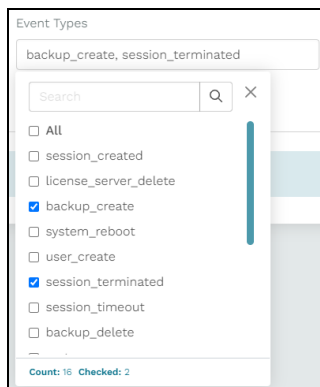 Event Types
backup_create, session_terminated
Search
All
session_created
license_server_delete
backup_create
system_reboot
user_create
session_terminated
session_timeout
backup_delete
Count: 16 Checked: 2